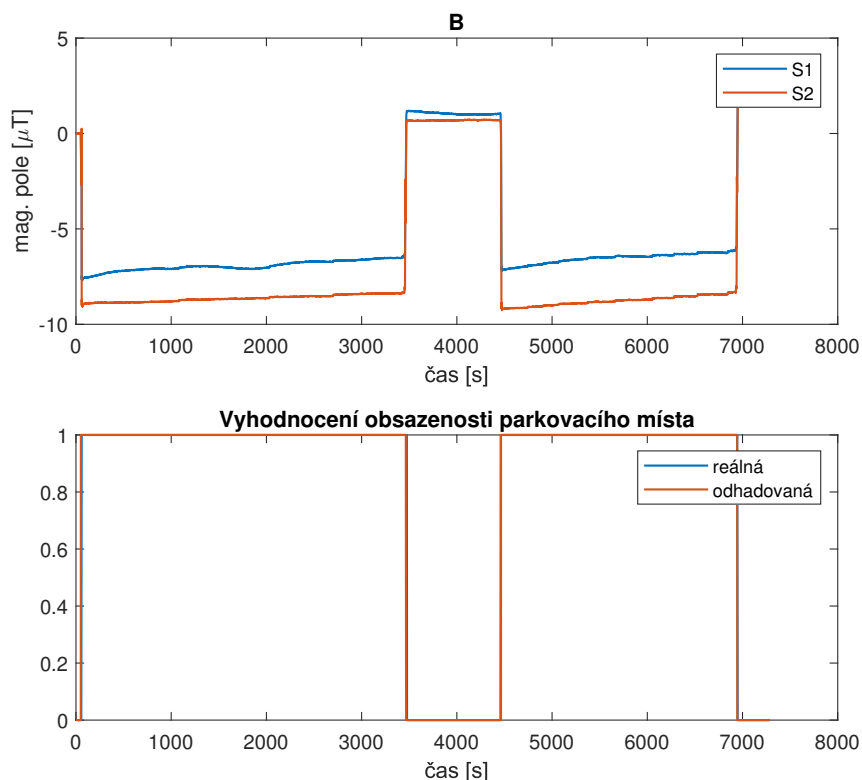 B
5
0
-5
-10
mag. pole [μT]
S1
S2
0 1000 2000 3000 4000 5000 6000 7000 8000
čas [s]
Vyhodnocení obsazenosti parkovacího místa
1
0.8
0.6
0.4
0.2
0
reálná
odhadovaná
0 1000 2000 3000 4000 5000 6000 7000 8000
čas [s]